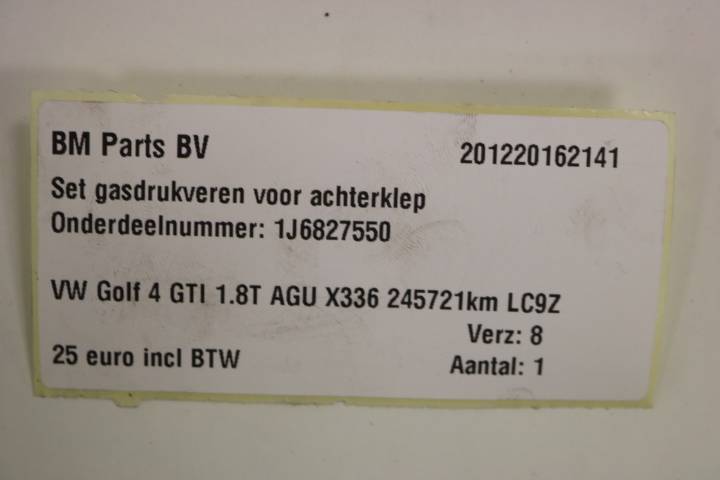 BM Parts BV 201220162141
Set gasdrukveren voor achterklep
Onderdeelnummer: 1J6827550
VW Golf 4 GTI 1.8T AGU X336 245721km LC9Z
Verz: 8
25 euro incl BTW Aantal: 1